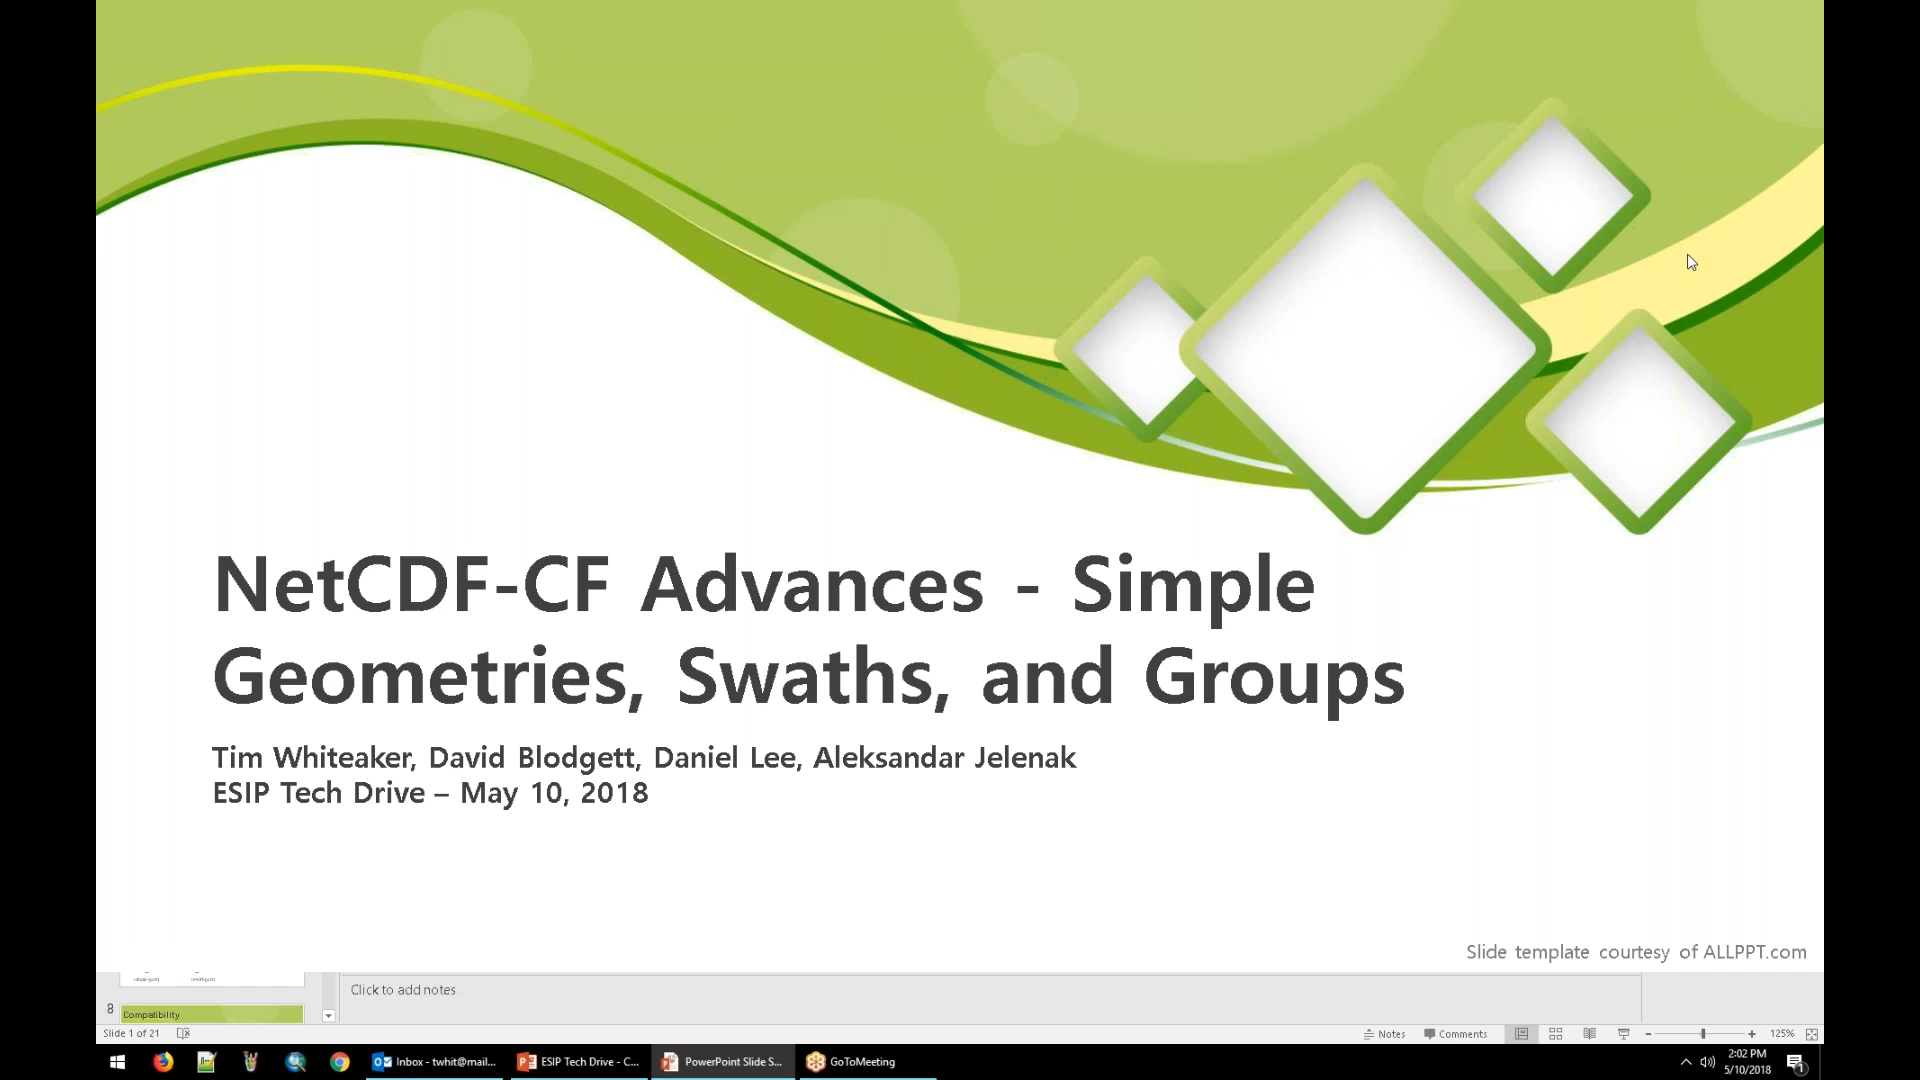 NetCDF-CF Advances - Simple
Geometries, Swaths, and Groups
Tim Whiteaker, David Blodgett, Daniel Lee, Aleksandar Jelenak
ESIP Tech Drive – May 10, 2018
Slide template courtesy of ALLPPT.com
Click to add notes
8 Compatibility
Slide 1 of 21
Notes Comments 125%
Inbox - twhit@mail... ESIP Tech Drive - C... PowerPoint Slide S... GoToMeeting
2:02 PM
5/10/2018
1